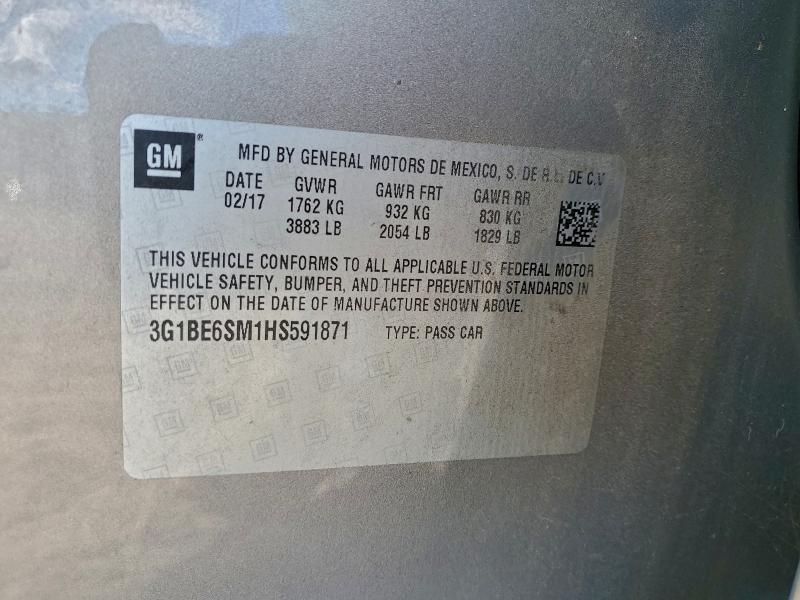 GM®
MFD BY GENERAL MOTORS DE MEXICO, S. DE R.L. DE C.V
DATE GVWR GAWR FRT GAWR RR
02/17 1762 KG 932 KG 830 KG
3883 LB 2054 LB 1829 LB
THIS VEHICLE CONFORMS TO ALL APPLICABLE U.S. FEDERAL MOTOR
VEHICLE SAFETY, BUMPER, AND THEFT PREVENTION STANDARDS IN
EFFECT ON THE DATE OF MANUFACTURE SHOWN ABOVE.
3G1BE6SM1HS591871 TYPE: PASS CAR